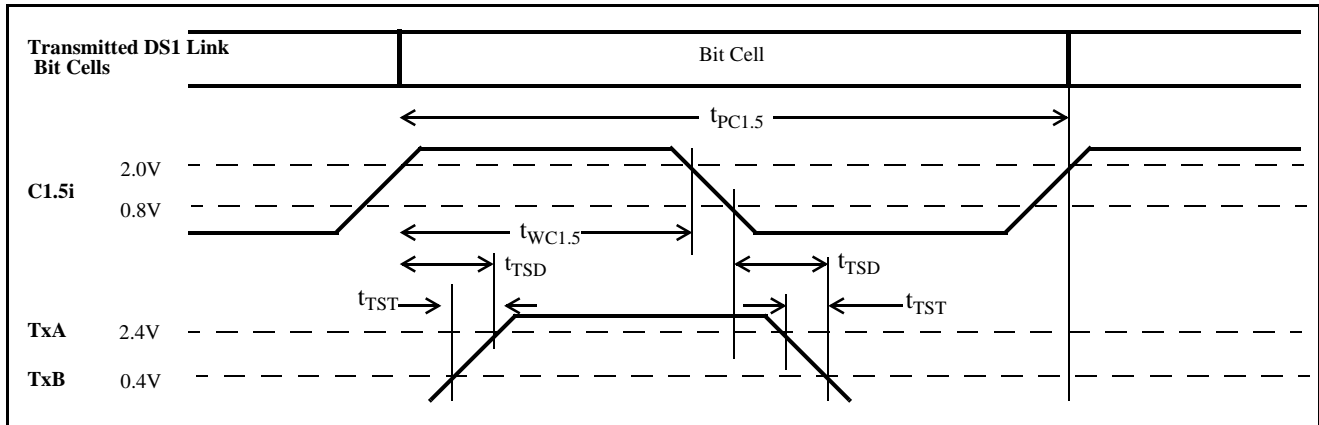 Transmitted DS1 Link
Bit Cells
Bit Cell
tPC1.5
2.0V
C1.5i
0.8V
tWC1.5
tTSD
tTSD
tTST
tTST
TxA
2.4V
TxB
0.4V